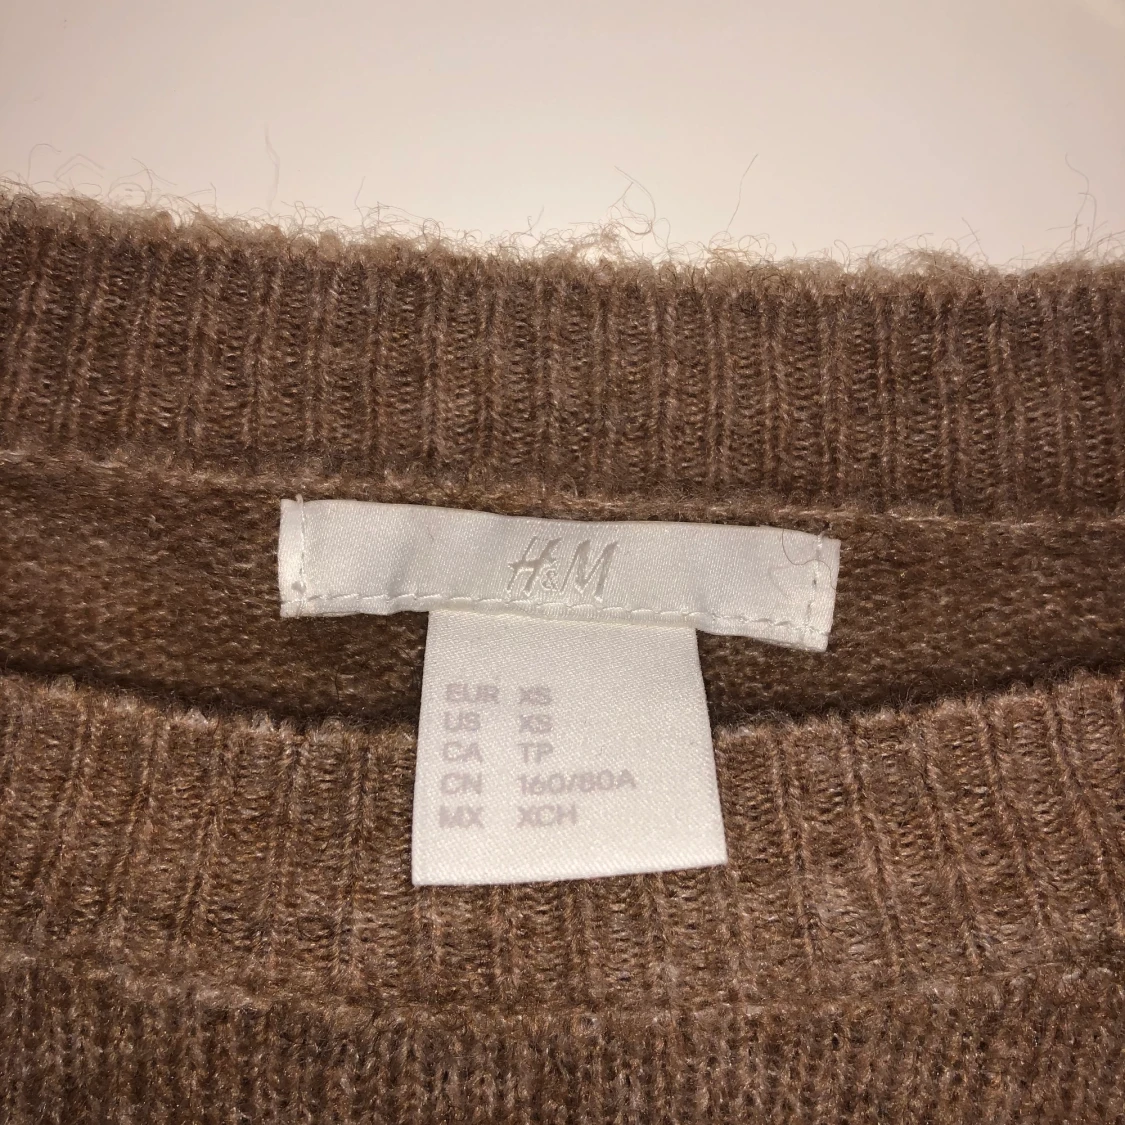 H&M
EUR XS
US XS
CA TP
CN 160/80A
MX XCH